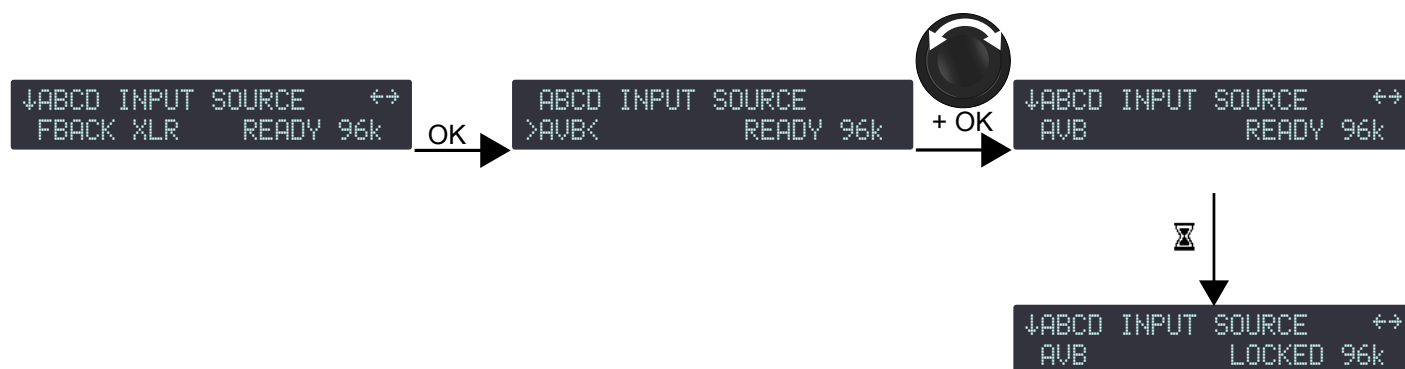 ↓ABCD INPUT SOURCE ↔
FBACK XLR READY 96k
OK
ABCD INPUT SOURCE
>AVB< READY 96k
+ OK
↓ABCD INPUT SOURCE ↔
AVB READY 96k
↓ABCD INPUT SOURCE ↔
AVB LOCKED 96k